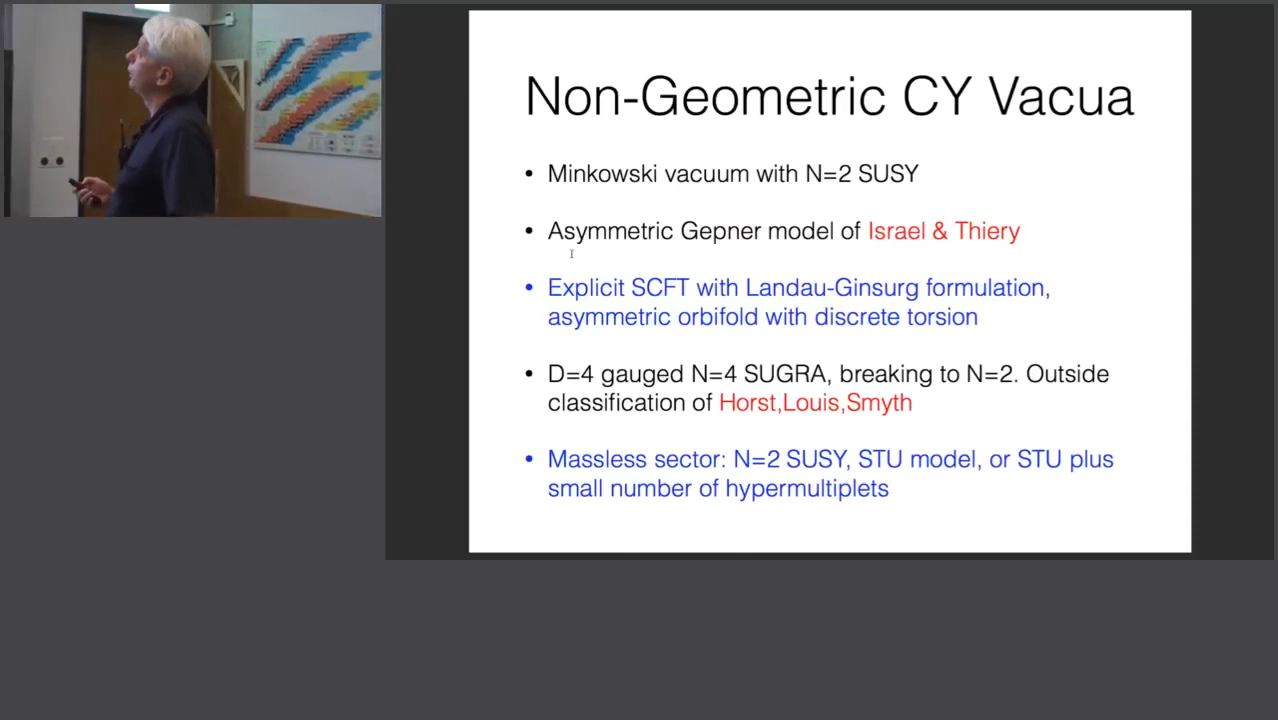 Non-Geometric CY Vacua
• Minkowski vacuum with N=2 SUSY
• Asymmetric Gepner model of Israel & Thiery
• Explicit SCFT with Landau-Ginsurg formulation,
asymmetric orbifold with discrete torsion
• D=4 gauged N=4 SUGRA, breaking to N=2. Outside
classification of Horst,Louis,Smyth
• Massless sector: N=2 SUSY, STU model, or STU plus
small number of hypermultiplets